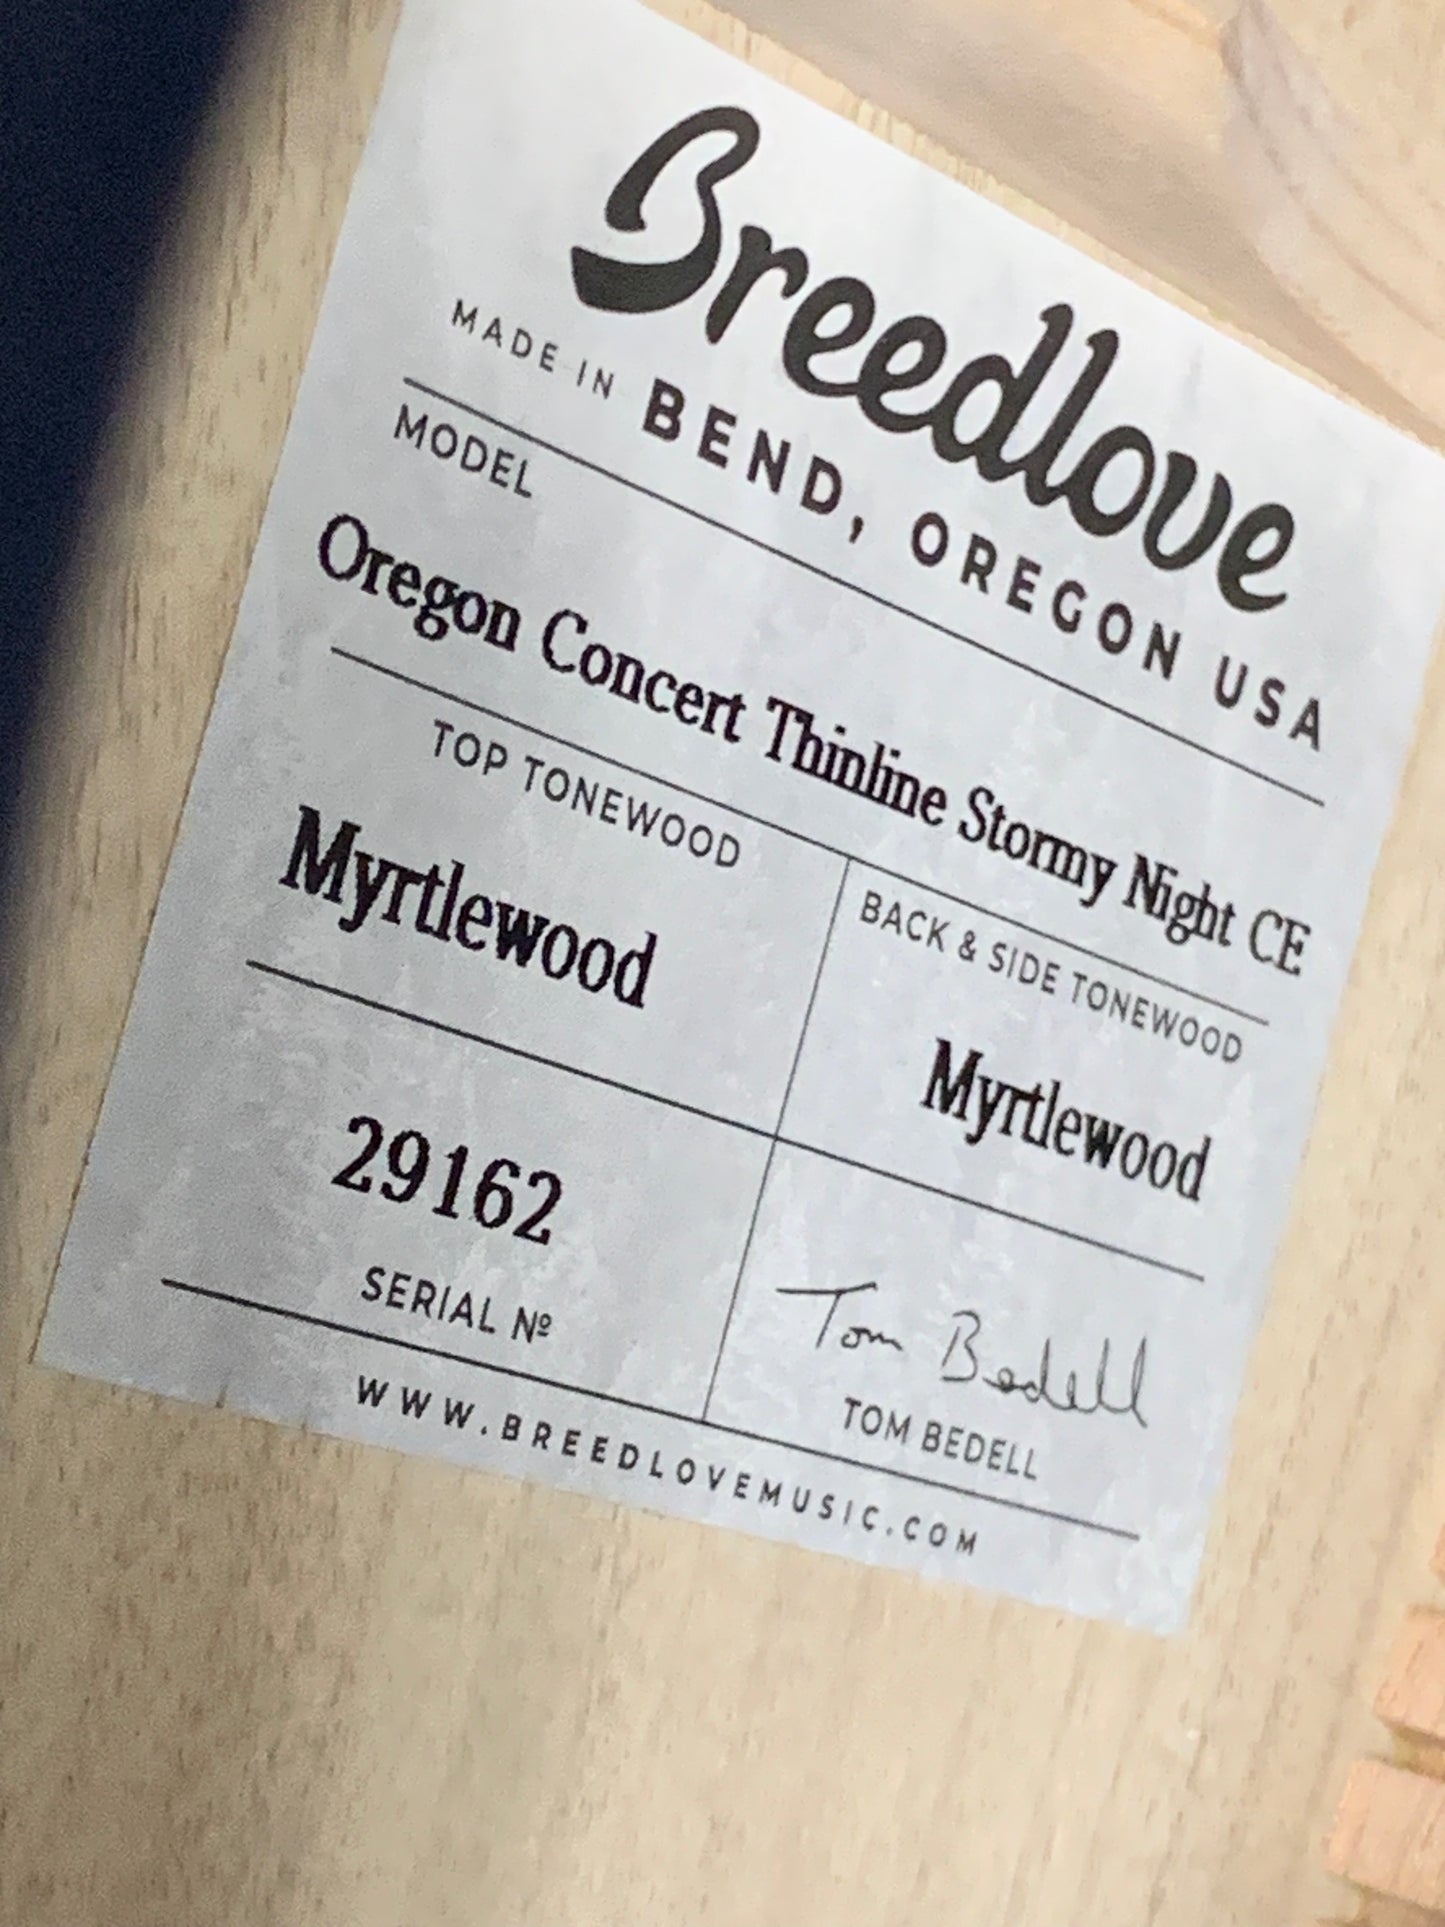 Breedlove
MADE IN BEND, OREGON USA
MODEL
Oregon Concert Thinline Stormy Night CE
TOP TONEWOOD
Myrtlewood
BACK & SIDE TONEWOOD
Myrtlewood
29162
SERIAL Nº
Tom Bedell
TOM BEDELL
WWW.BREEDLOVEMUSIC.COM